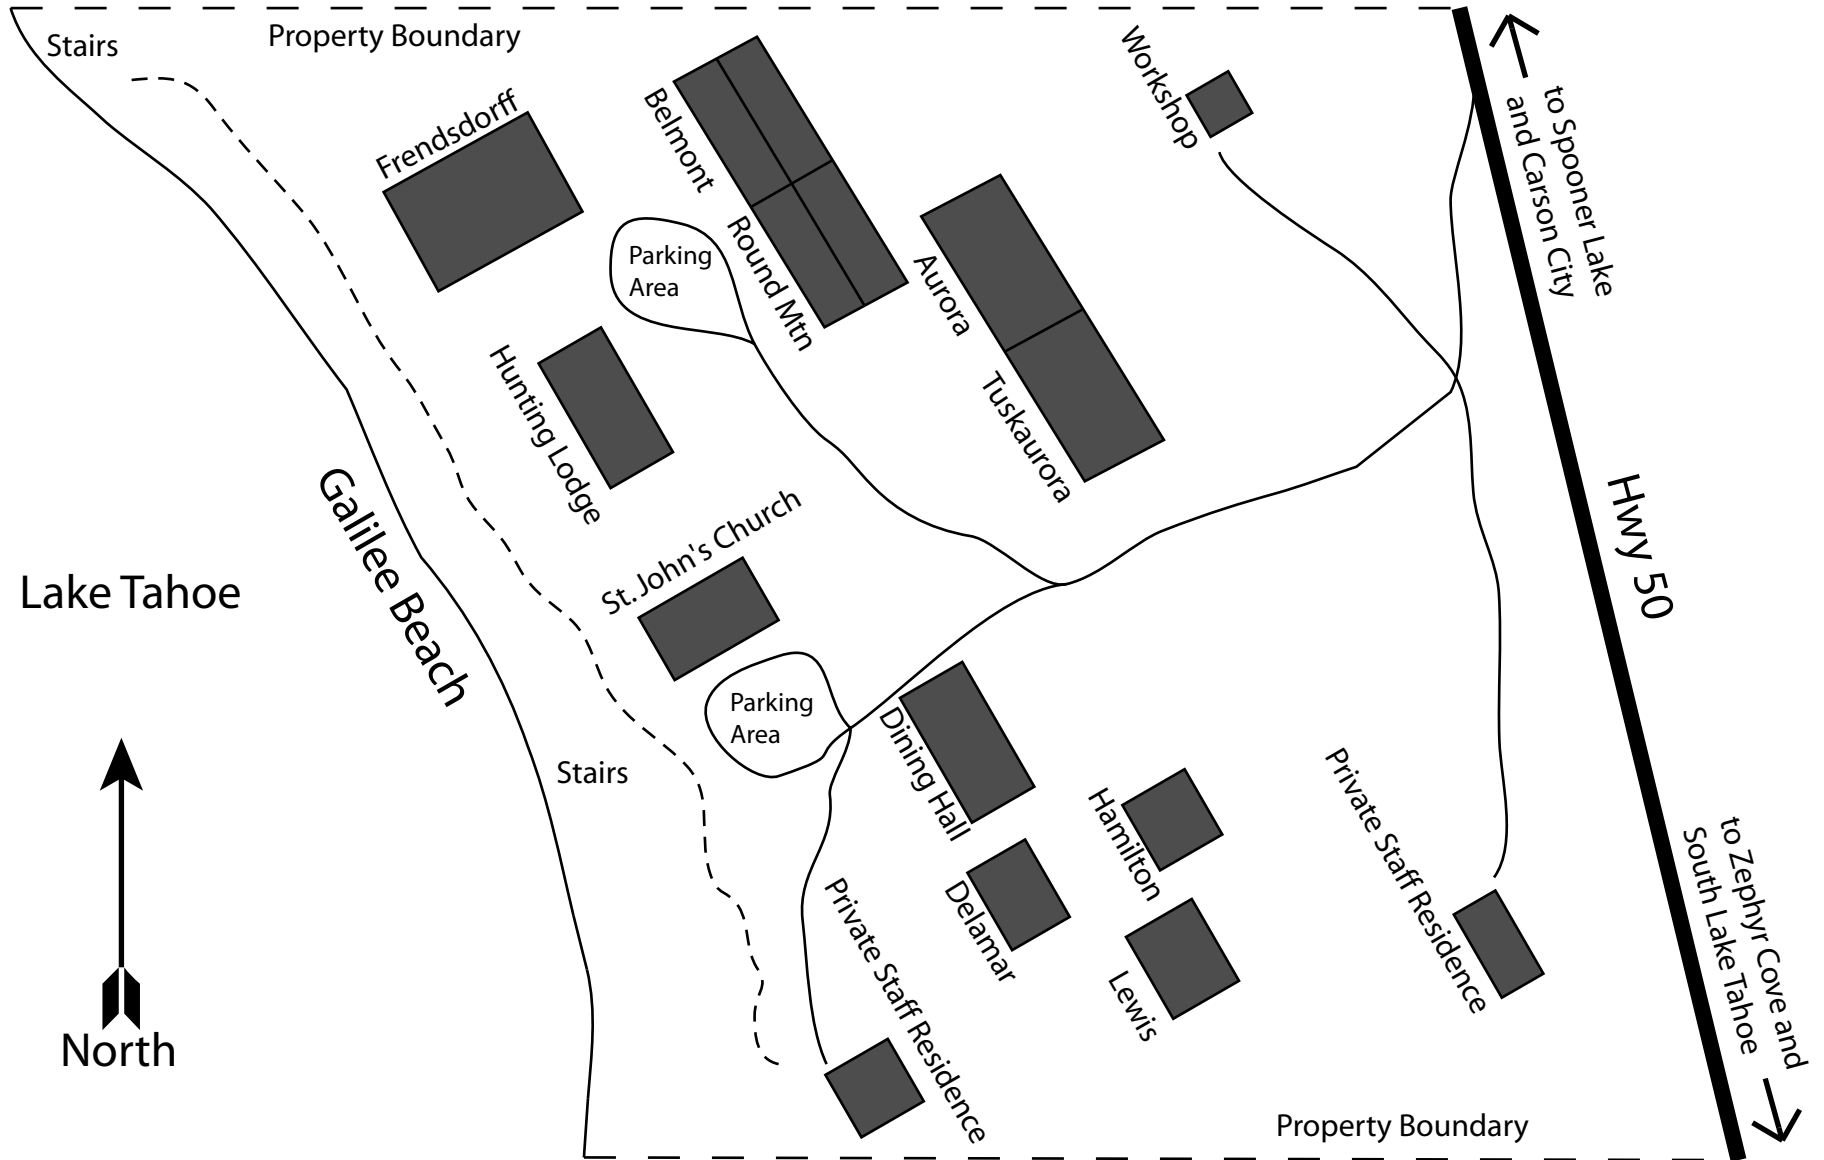 Stairs
Property Boundary
Workshop
to Spooner Lake
and Carson City
Frendsdorff
Belmont
Round Mtn
Parking
Area
Aurora
Tuskaurora
Hunting Lodge
St. John's Church
Galilee Beach
Lake Tahoe
Hwy 50
Parking
Area
Dining Hall
Stairs
Hamilton
Delamar
Lewis
Private Staff Residence
Private Staff Residence
to Zephyr Cove and
South Lake Tahoe
North
Property Boundary